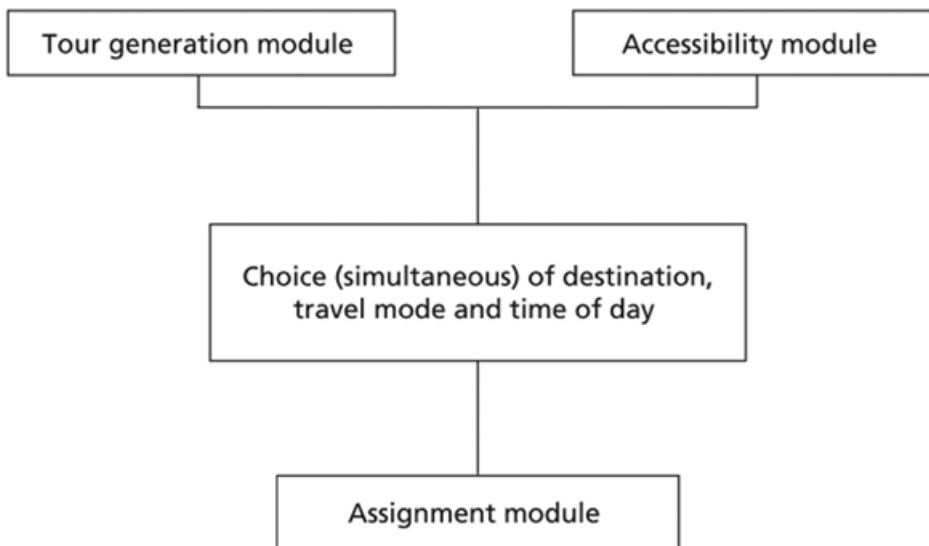 Tour generation module
Accessibility module
Choice (simultaneous) of destination,
travel mode and time of day
Assignment module